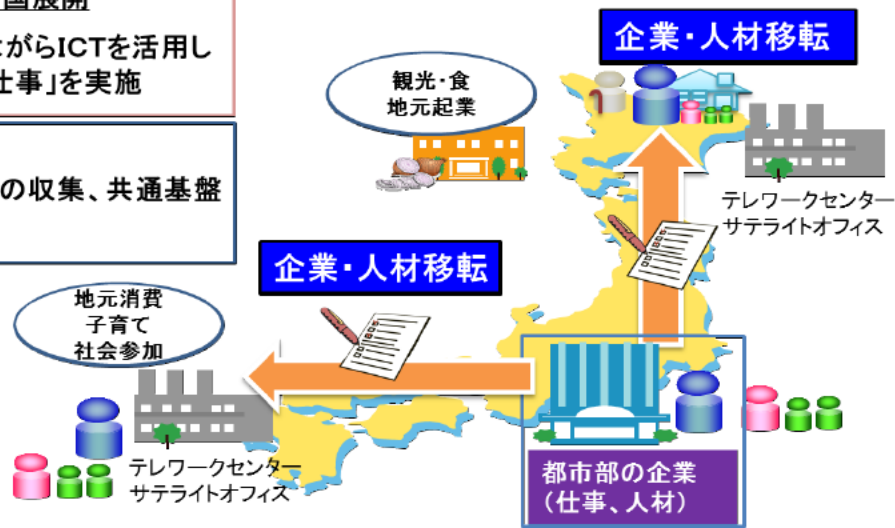 国展開
ながらICTを活用し
仕事」を実施
の収集、共通基盤
企業・人材移転
観光・食
地元起業
テレワークセンター
サテライトオフィス
企業・人材移転
地元消費
子育て
社会参加
テレワークセンター
サテライトオフィス
都市部の企業
(仕事、人材)